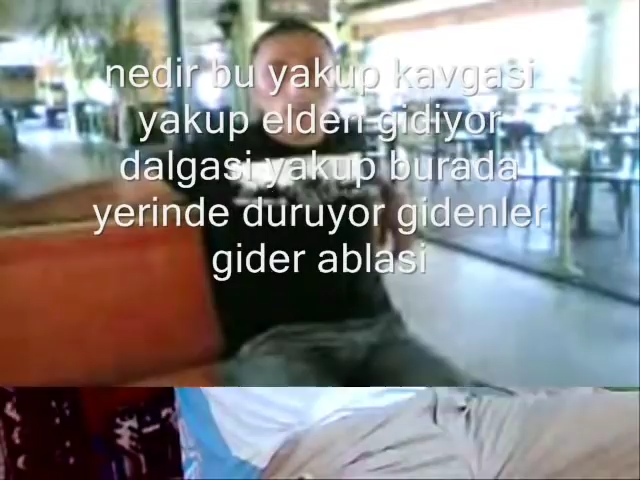 nedir bu yakup kavgasi
yakup elden gidiyor
dalgasi yakup burada
yerinde duruyor gidenler
gider ablasi